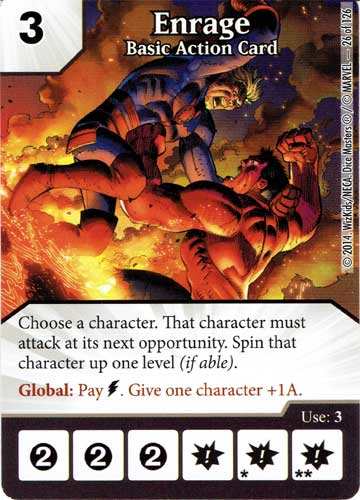 3
Enrage
Basic Action Card
© 2014. WizKids/NECA. Dice Masters © / © MARVEL — 26 of 126
Choose a character. That character must
attack at its next opportunity. Spin that
character up one level (if able).
Global: Pay . Give one character +1A.
Use: 3
2 2 2 ! ! !
* **